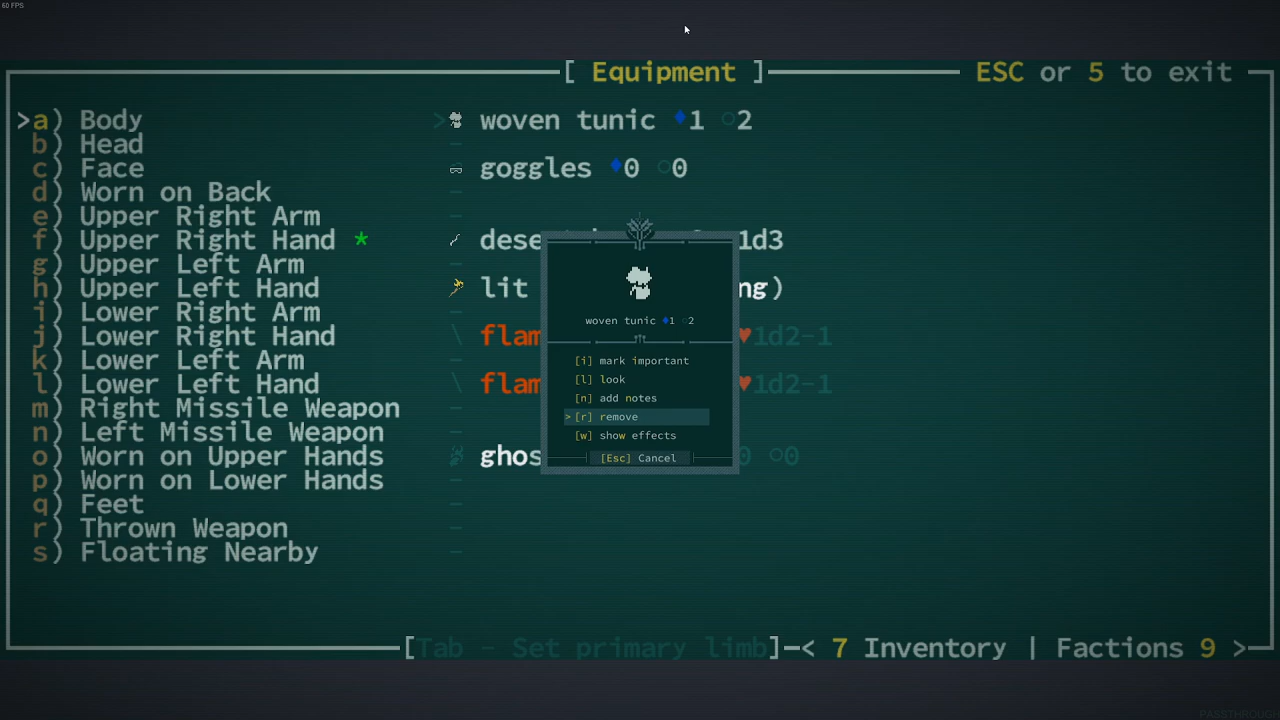 60 FPS
[ Equipment ]
ESC or 5 to exit
>a) Body
> woven tunic ♦1 ○2
b) Head
–
c) Face
goggles ♦0 ○0
d) Worn on Back
–
e) Upper Right Arm
–
f) Upper Right Hand *
1d3
g) Upper Left Arm
–
h) Upper Left Hand
lit ng)
i) Lower Right Arm
–
j) Lower Right Hand
\ flam ♥1d2-1
k) Lower Left Arm
–
l) Lower Left Hand
\ flam ♥1d2-1
m) Right Missile Weapon
–
n) Left Missile Weapon
–
o) Worn on Upper Hands
ghos 0 ○0
p) Worn on Lower Hands
–
q) Feet
–
r) Thrown Weapon
–
s) Floating Nearby
–
woven tunic ♦1 ○2
[i] mark important
[l] look
[n] add notes
> [r] remove
[w] show effects
[Esc] Cancel
[Tab - Set primary limb]
< 7 Inventory | Factions 9 >